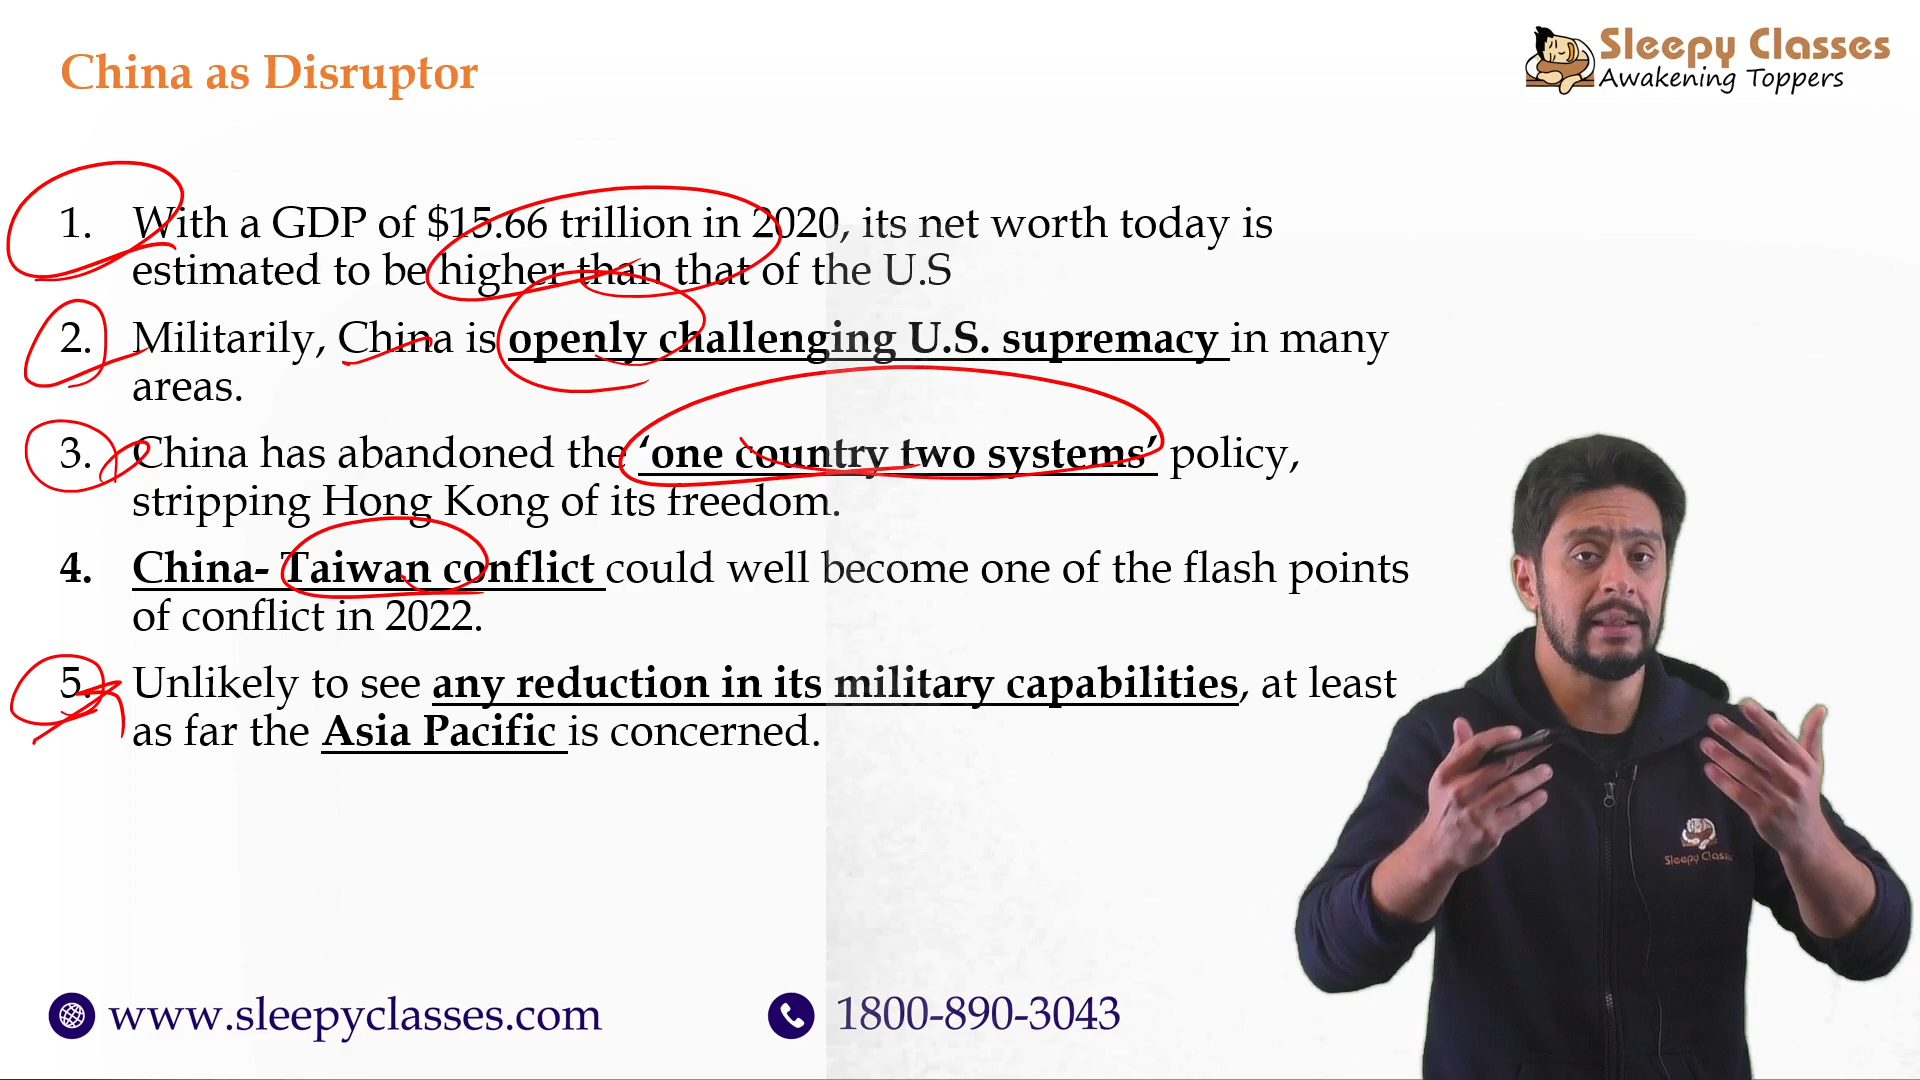 China as Disruptor
Sleepy Classes
Awakening Toppers
1. With a GDP of $15.66 trillion in 2020, its net worth today is
estimated to be higher than that of the U.S
2. Militarily, China is openly challenging U.S. supremacy in many
areas.
3. China has abandoned the ‘one country two systems’ policy,
stripping Hong Kong of its freedom.
4. China- Taiwan conflict could well become one of the flash points
of conflict in 2022.
5. Unlikely to see any reduction in its military capabilities, at least
as far the Asia Pacific is concerned.
Sleepy Classes
www.sleepyclasses.com
1800-890-3043